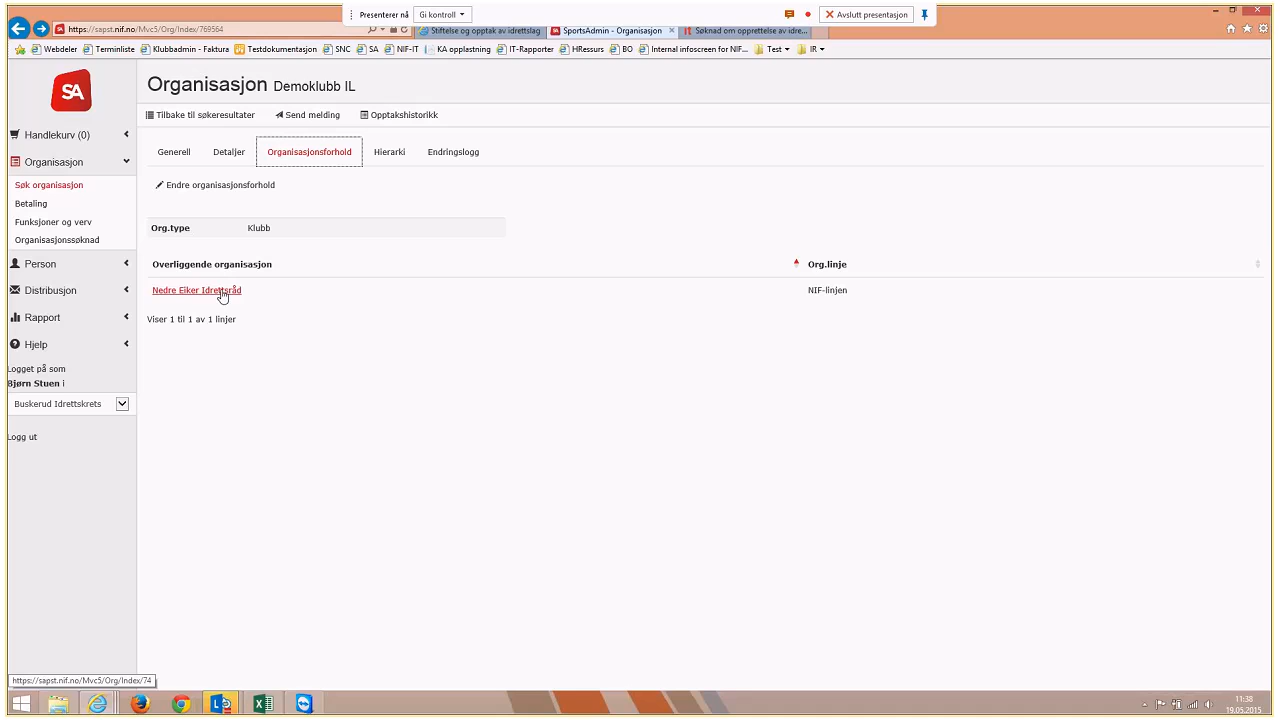 Presenterer nå Gi kontroll Avslutt presentasjon
https://sapst.nif.no/Mvc5/Org/Index/769564 Stiftelse og opptak av idrettslag SportsAdmin - Organisasjon Søknad om opprettelse av idre...
Webdeler Terminliste Klubbadmin - Faktura Testdokumentasjon SNC SA NIF-IT KA opplastning IT-Rapporter HRessurs BO Internal infoscreen for NIF... Test IR
SA
Organisasjon Demoklubb IL
Tilbake til søkeresultater Send melding Opptakshistorikk
Handlekurv (0)
Organisasjon
Søk organisasjon
Betaling
Funksjoner og verv
Organisasjonssøknad
Person
Distribusjon
Rapport
Hjelp
Logget på som
Bjørn Stuen i
Buskerud Idrettskrets
Logg ut
Generell Detaljer Organisasjonsforhold Hierarki Endringslogg
Endre organisasjonsforhold
Org.type Klubb
Overliggende organisasjon Org.linje
Nedre Eiker Idrettsråd NIF-linjen
Viser 1 til 1 av 1 linjer
https://sapst.nif.no/Mvc5/Org/Index/74
11:38
19.05.2015